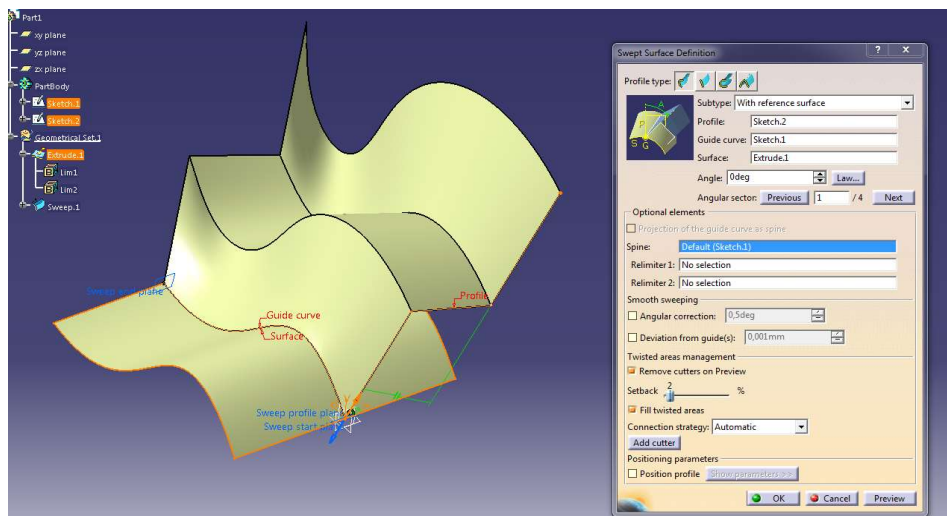 Part1
xy plane
yz plane
zx plane
PartBody
Sketch.1
Sketch.2
Geometrical Set.1
Extrude.1
Lim1
Lim2
Sweep.1
Profile
Guide curve
Surface
Sweep profile plane
Swept Surface Definition
? x
Profile type:
Subtype: With reference surface
Profile: Sketch.2
Guide curve: Sketch.1
Surface: Extrude.1
Angle: 0deg Law...
Angular sector: Previous 1 / 4 Next
Optional elements
Projection of the guide curve as spine
Spine: Default (Sketch.1)
Relimiter 1: No selection
Relimiter 2: No selection
Smooth sweeping
Angular correction: 0,5deg
Deviation from guide(s): 0,001mm
Twisted areas management
Remove cutters on Preview
Setback 2 %
Fill twisted areas
Connection strategy: Automatic
Add cutter
Positioning parameters
Position profile Show parameters >>
OK Cancel Preview